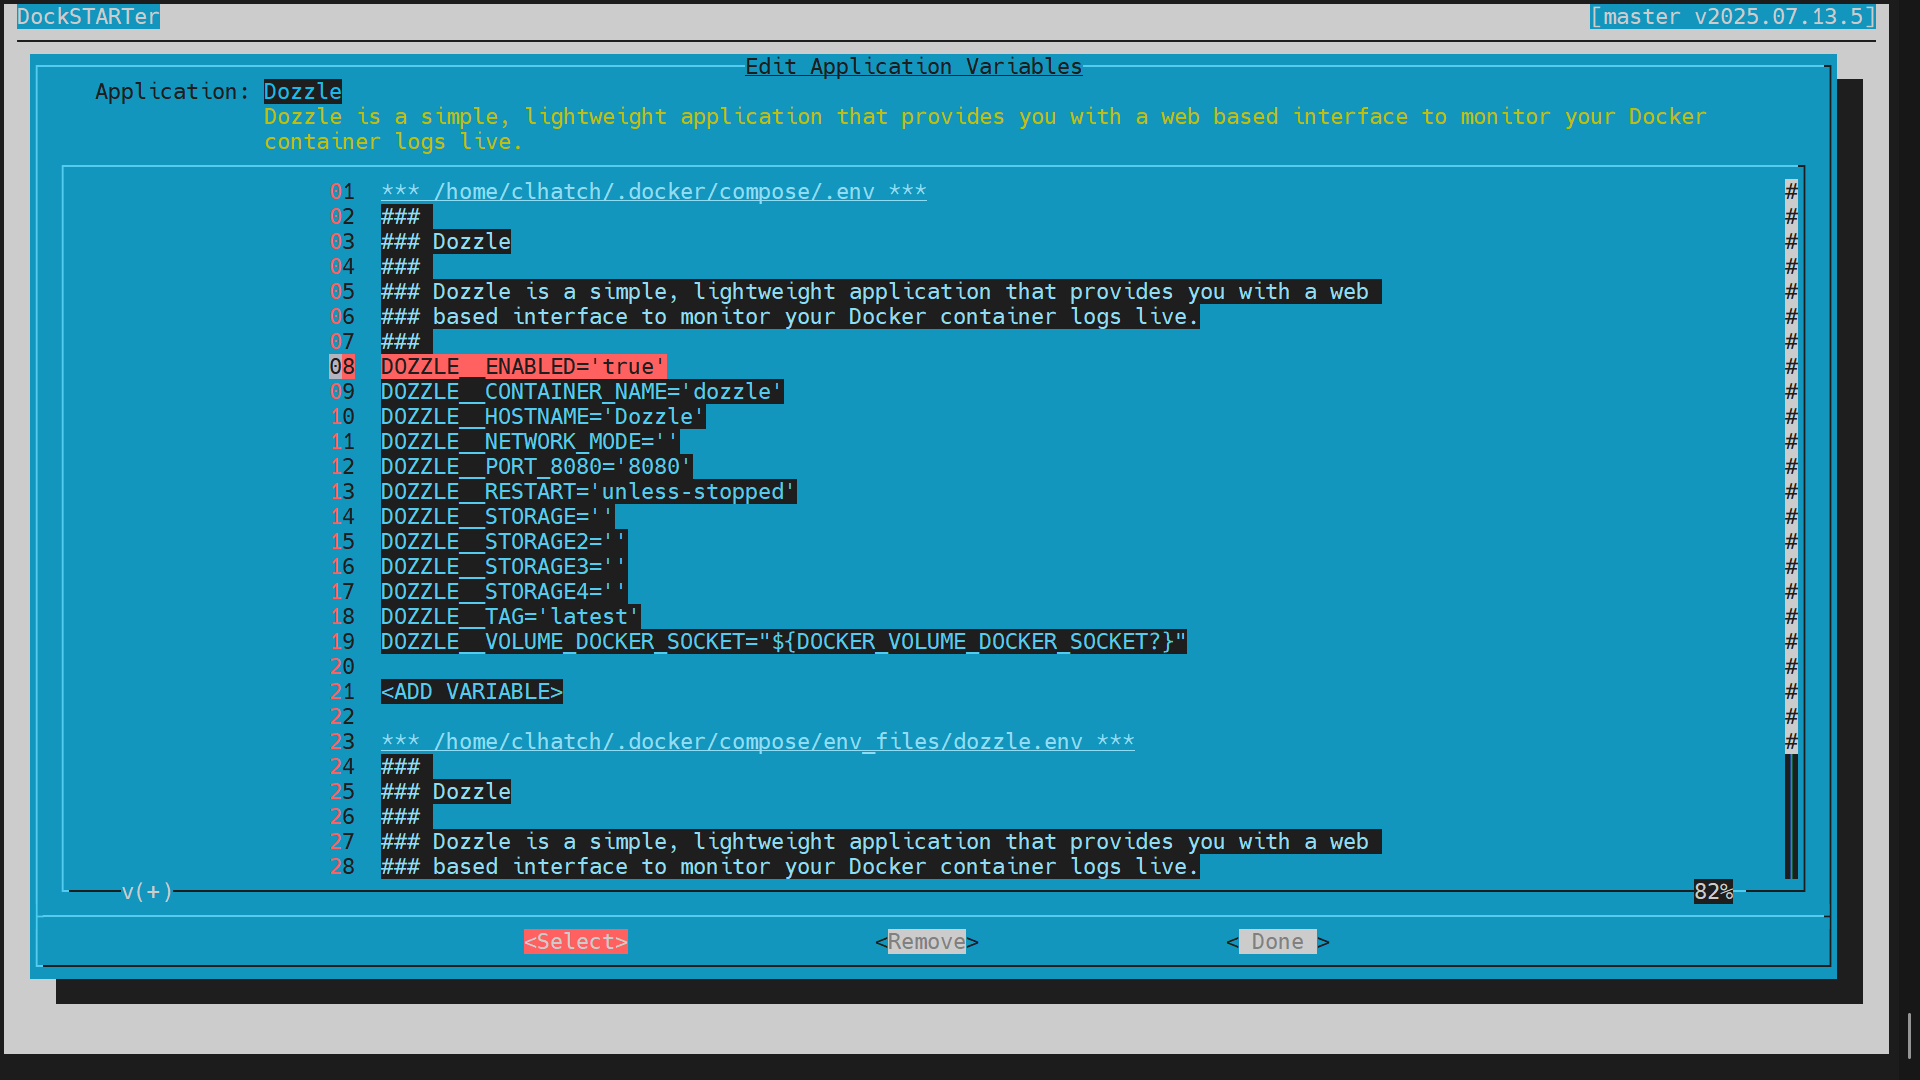 DockSTARTer [master v2025.07.13.5]
Edit Application Variables
Application: Dozzle
Dozzle is a simple, lightweight application that provides you with a web based interface to monitor your Docker
container logs live.
01 *** /home/clhatch/.docker/compose/.env *** #
02 ### #
03 ### Dozzle #
04 ### #
05 ### Dozzle is a simple, lightweight application that provides you with a web #
06 ### based interface to monitor your Docker container logs live. #
07 ### #
08 DOZZLE__ENABLED='true' #
09 DOZZLE__CONTAINER_NAME='dozzle' #
10 DOZZLE__HOSTNAME='Dozzle' #
11 DOZZLE__NETWORK_MODE='' #
12 DOZZLE__PORT_8080='8080' #
13 DOZZLE__RESTART='unless-stopped' #
14 DOZZLE__STORAGE='' #
15 DOZZLE__STORAGE2='' #
16 DOZZLE__STORAGE3='' #
17 DOZZLE__STORAGE4='' #
18 DOZZLE__TAG='latest' #
19 DOZZLE__VOLUME_DOCKER_SOCKET="${DOCKER_VOLUME_DOCKER_SOCKET?}" #
20 #
21 <ADD VARIABLE> #
22 #
23 *** /home/clhatch/.docker/compose/env_files/dozzle.env *** #
24 ###
25 ### Dozzle
26 ###
27 ### Dozzle is a simple, lightweight application that provides you with a web
28 ### based interface to monitor your Docker container logs live.
v(+) 82%
<Select> <Remove> < Done >